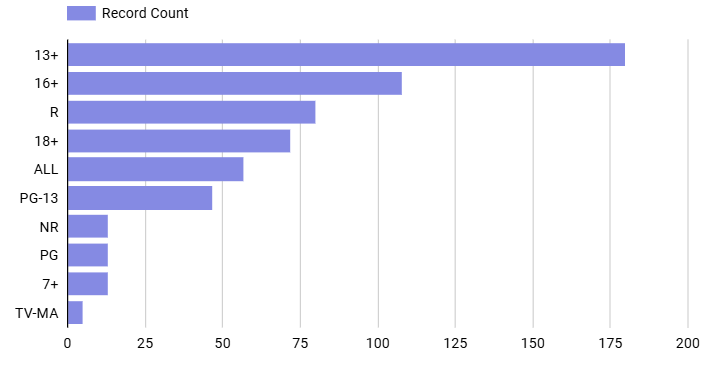 Record Count
13+
16+
R
18+
ALL
PG-13
NR
PG
7+
TV-MA
0 25 50 75 100 125 150 175 200